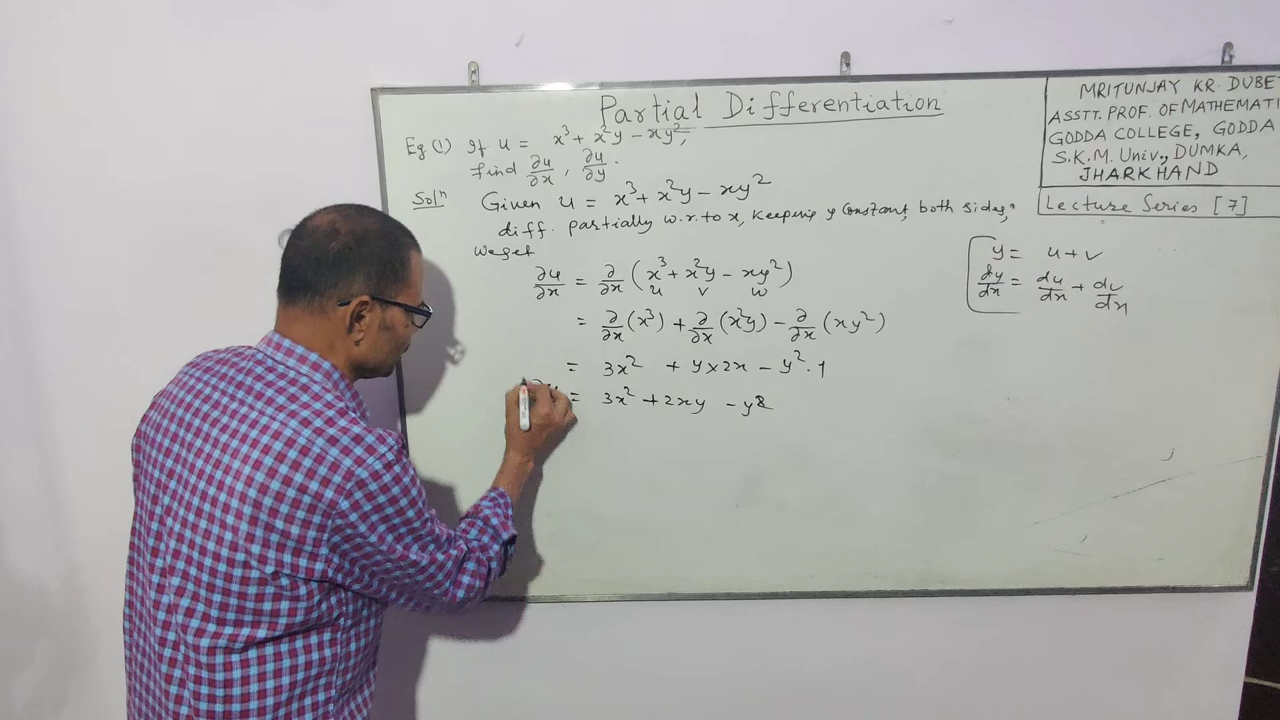 Partial Differentiation
Eg (1) If u = x³ + x²y − xy²,
find ∂u/∂x, ∂u/∂y.
Solⁿ Given u = x³ + x²y − xy²
diff. partially w.r.to x, keeping y constant, both sides,
we get
∂u/∂x = ∂/∂x (x³ + x²y − xy²)
u v w
= ∂/∂x (x³) + ∂/∂x (x²y) − ∂/∂x (xy²)
= 3x² + y×2x − y².1
= 3x² + 2xy − y2
MRITUNJAY KR. DUBE
ASSTT. PROF. OF MATHEMATI
GODDA COLLEGE, GODDA
S.K.M. Univ., DUMKA,
JHARKHAND
Lecture Series [7]
y = u+v
dy/dx = du/dx + dv/dx